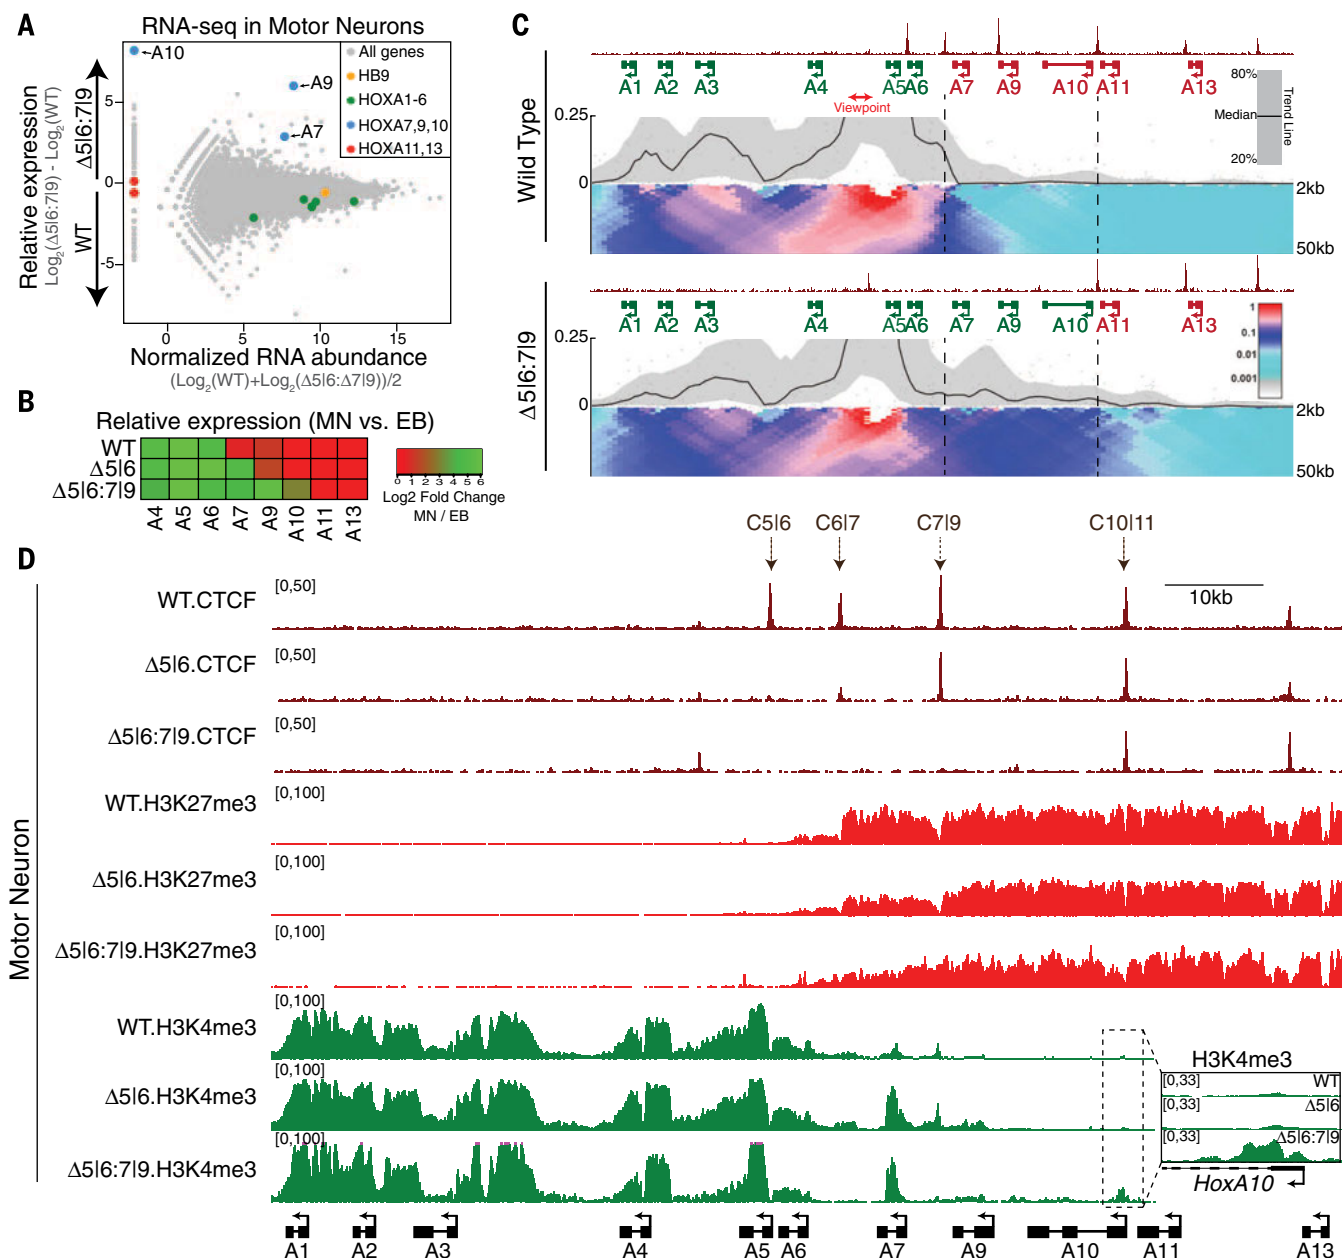 A
RNA-seq in Motor Neurons
Relative expression
Log2(Δ5|6:7|9) - Log2(WT)
Δ5|6:7|9
WT
5
0
-5
A10
A9
A7
All genes
HB9
HOXA1-6
HOXA7,9,10
HOXA11,13
0 5 10 15
Normalized RNA abundance
(Log2(WT)+Log2(Δ5|6:Δ7|9))/2
B
Relative expression (MN vs. EB)
WT
Δ5|6
Δ5|6:7|9
A4 A5 A6 A7 A9 A10 A11 A13
0 1 2 3 4 5 6
Log2 Fold Change
MN / EB
C
Wild Type
A1 A2 A3 A4 A5 A6 A7 A9 A10 A11 A13
Viewpoint
0.25
0
80%
Median
20%
Trend Line
2kb
50kb
Δ5|6:7|9
A1 A2 A3 A4 A5 A6 A7 A9 A10 A11 A13
0.25
0
1
0.1
0.01
0.001
2kb
50kb
D
Motor Neuron
C5|6 C6|7 C7|9 C10|11
10kb
WT.CTCF
[0,50]
Δ5|6.CTCF
[0,50]
Δ5|6:7|9.CTCF
[0,50]
WT.H3K27me3
[0,100]
Δ5|6.H3K27me3
[0,100]
Δ5|6:7|9.H3K27me3
[0,100]
WT.H3K4me3
[0,100]
Δ5|6.H3K4me3
[0,100]
Δ5|6:7|9.H3K4me3
[0,100]
H3K4me3
[0,33] WT
[0,33] Δ5|6
[0,33] Δ5|6:7|9
HoxA10
A1 A2 A3 A4 A5 A6 A7 A9 A10 A11 A13